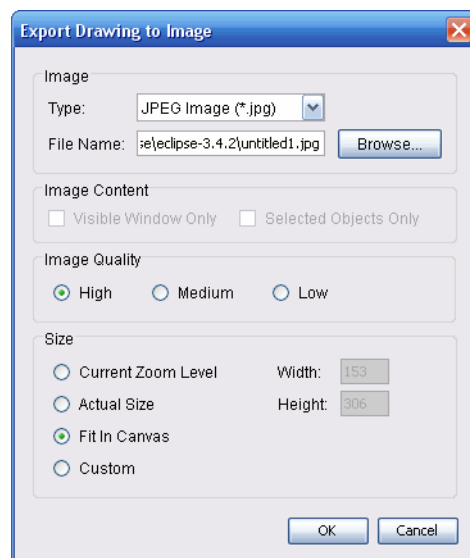 Export Drawing to Image
Image
Type: JPEG Image (*.jpg)
File Name: se\eclipse-3.4.2\untitled1.jpg Browse...
Image Content
Visible Window Only Selected Objects Only
Image Quality
High Medium Low
Size
Current Zoom Level Width: 153
Actual Size Height: 306
Fit In Canvas
Custom
OK Cancel